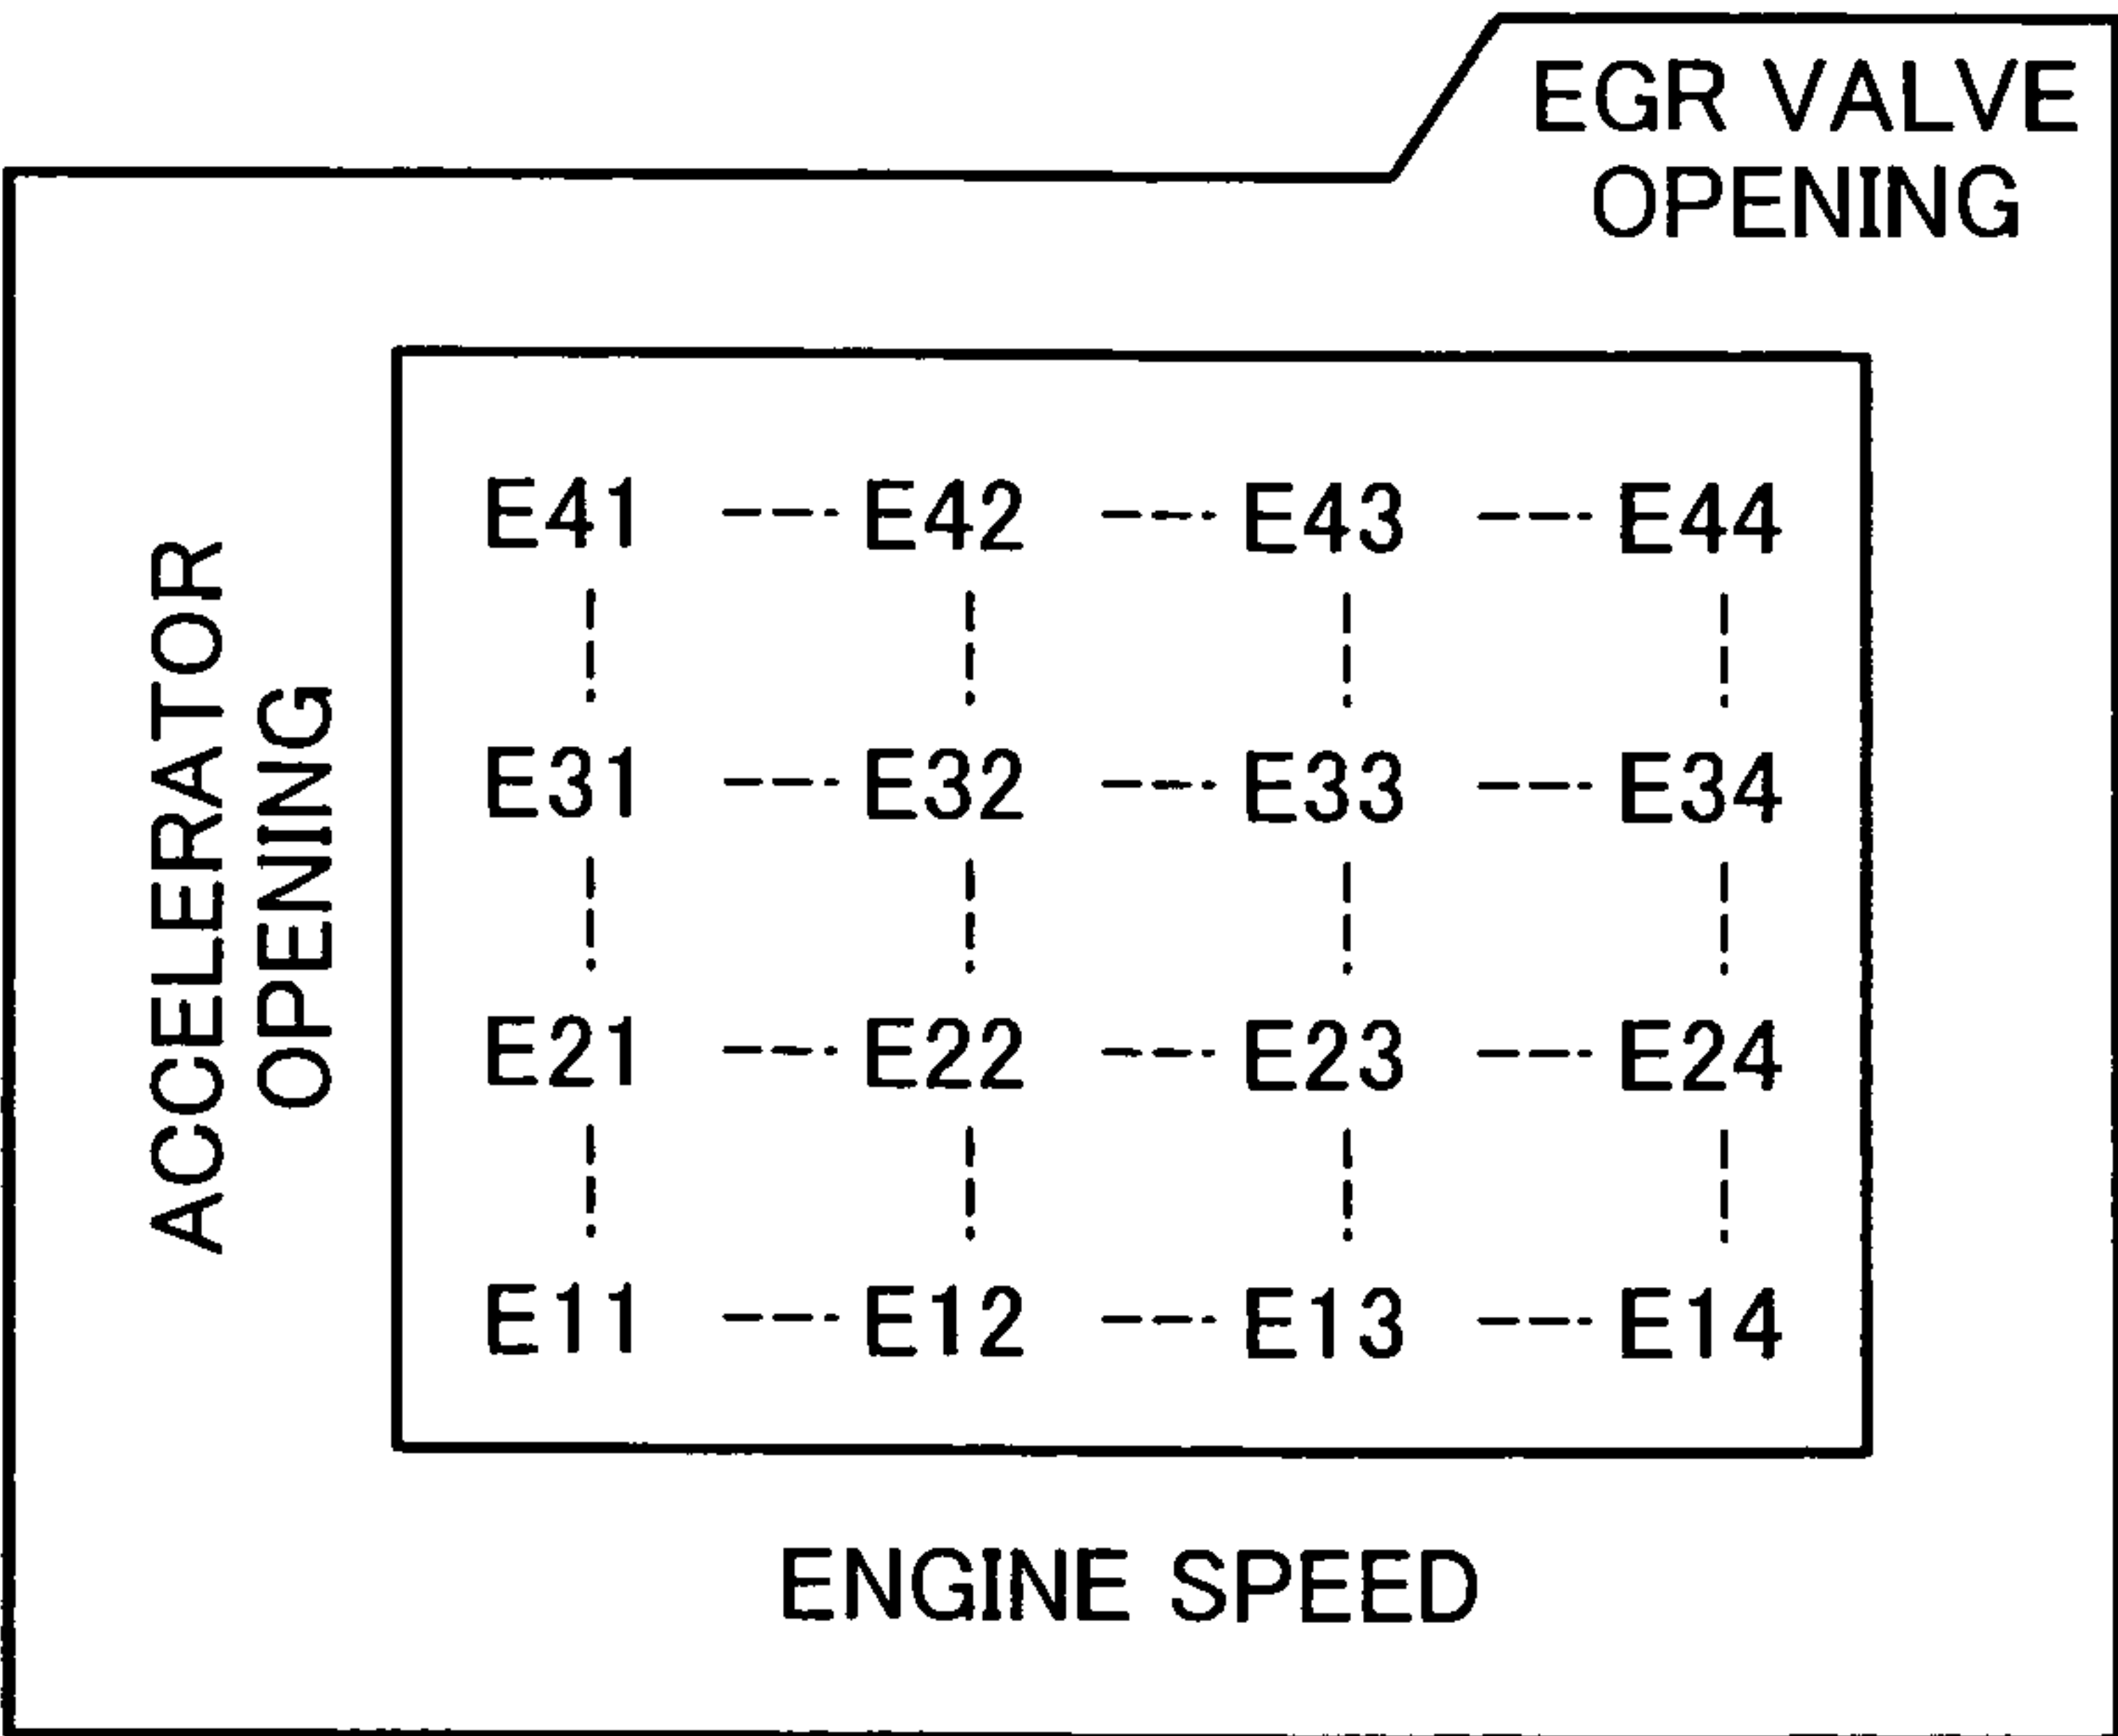 EGR VALVE
OPENING
ACCELERATOR
OPENING
E41 --- E42 --- E43 --- E44
E31 --- E32 --- E33 --- E34
E21 --- E22 --- E23 --- E24
E11 --- E12 --- E13 --- E14
ENGINE SPEED